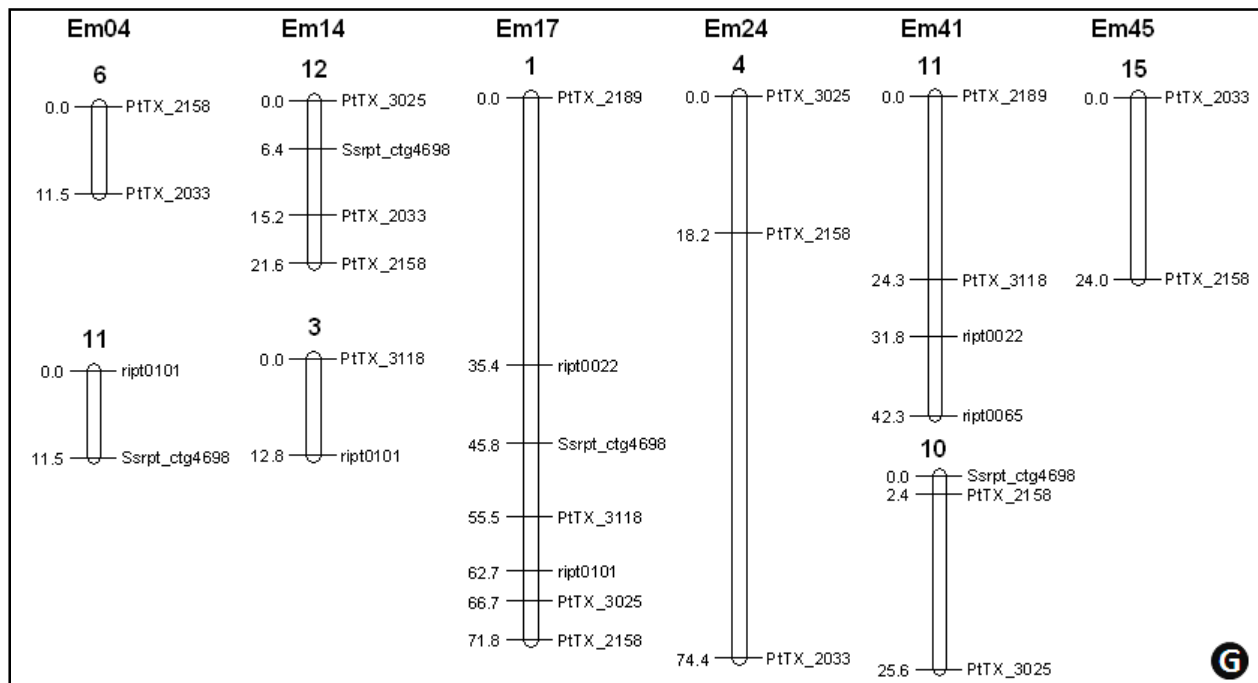 Em04 Em14 Em17 Em24 Em41 Em45
6
0.0 PtTX_2158
11.5 PtTX_2033
11
0.0 ript0101
11.5 Ssrpt_ctg4698
12
0.0 PtTX_3025
6.4 Ssrpt_ctg4698
15.2 PtTX_2033
21.6 PtTX_2158
3
0.0 PtTX_3118
12.8 ript0101
1
0.0 PtTX_2189
35.4 ript0022
45.8 Ssrpt_ctg4698
55.5 PtTX_3118
62.7 ript0101
66.7 PtTX_3025
71.8 PtTX_2158
4
0.0 PtTX_3025
18.2 PtTX_2158
74.4 PtTX_2033
11
0.0 PtTX_2189
24.3 PtTX_3118
31.8 ript0022
42.3 ript0065
10
0.0 Ssrpt_ctg4698
2.4 PtTX_2158
25.6 PtTX_3025
15
0.0 PtTX_2033
24.0 PtTX_2158
G